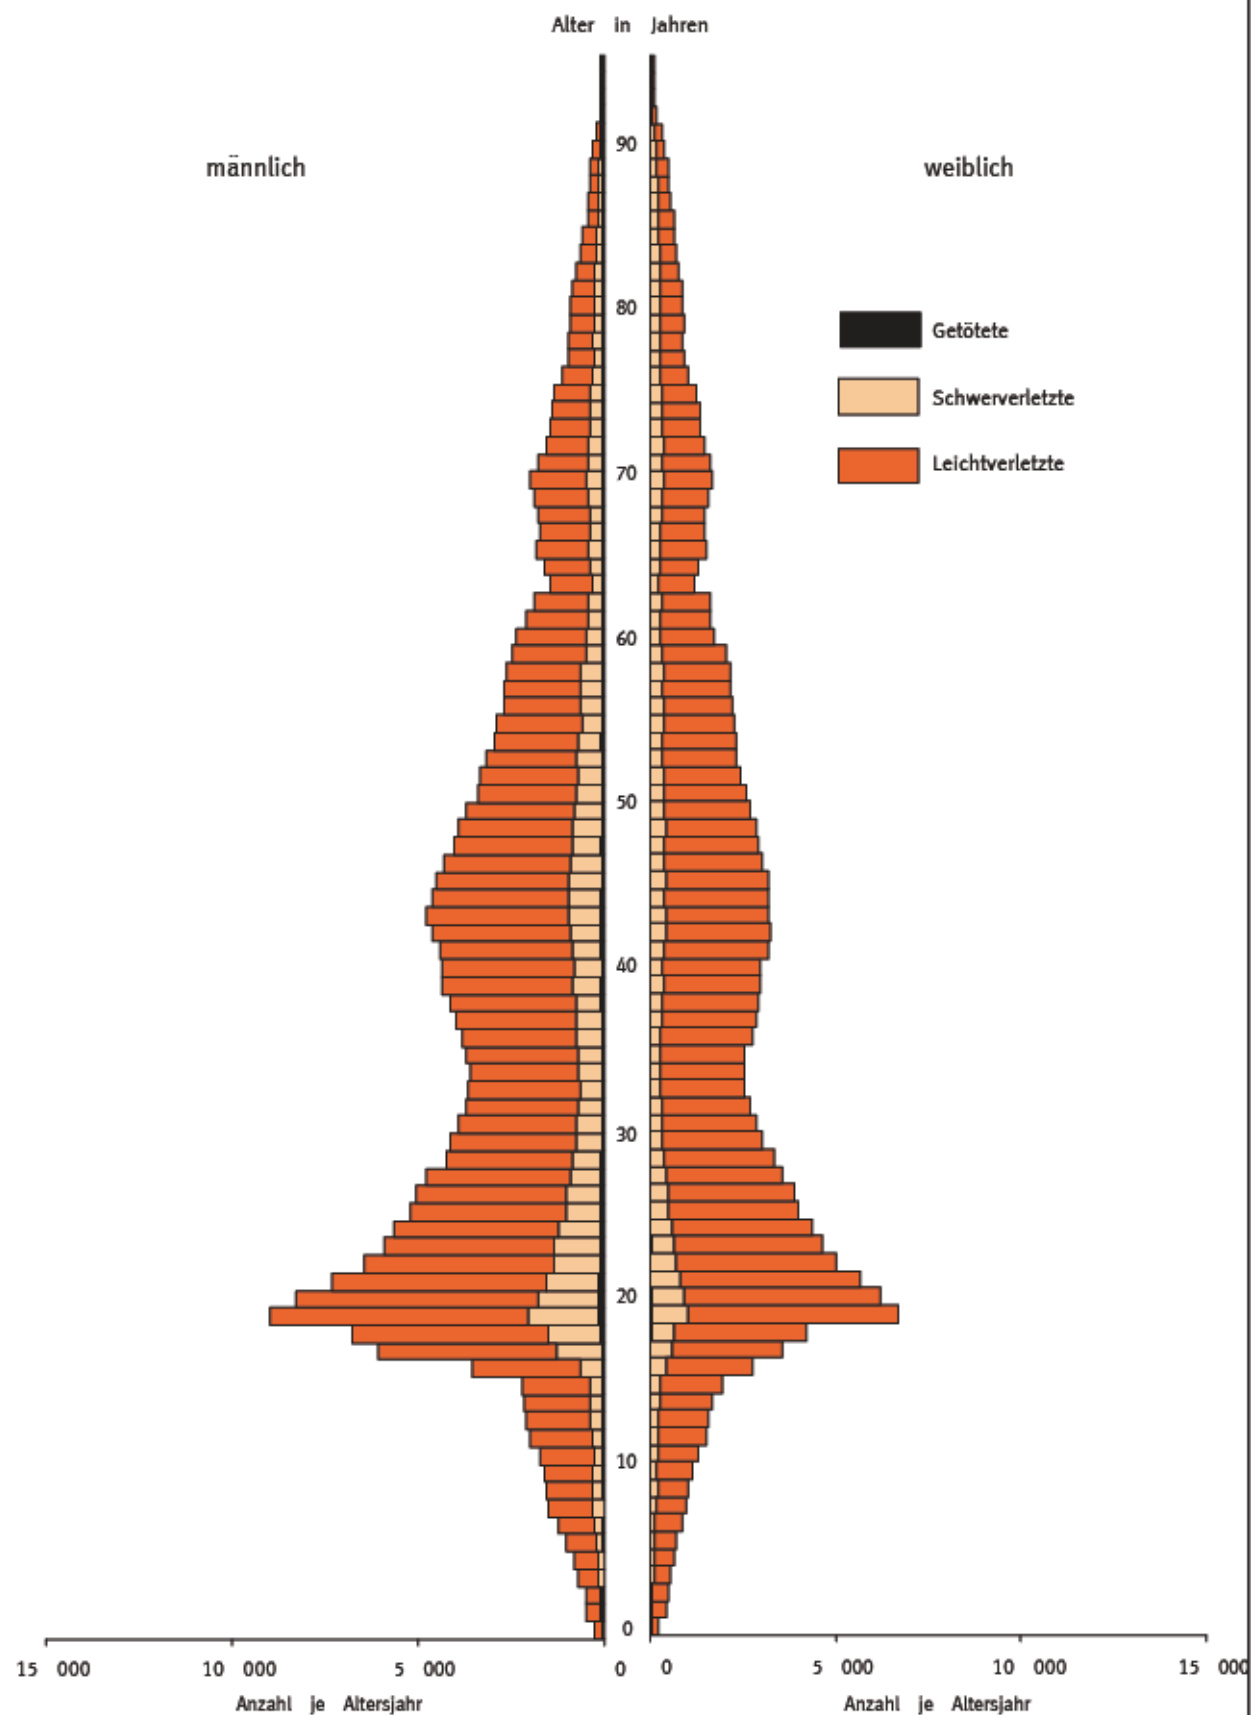 Alter in Jahren
männlich
weiblich
90
80
70
60
50
40
30
20
10
0
Getötete
Schwerverletzte
Leichtverletzte
15 000 10 000 5 000 0
0 5 000 10 000 15 000
Anzahl je Altersjahr
Anzahl je Altersjahr